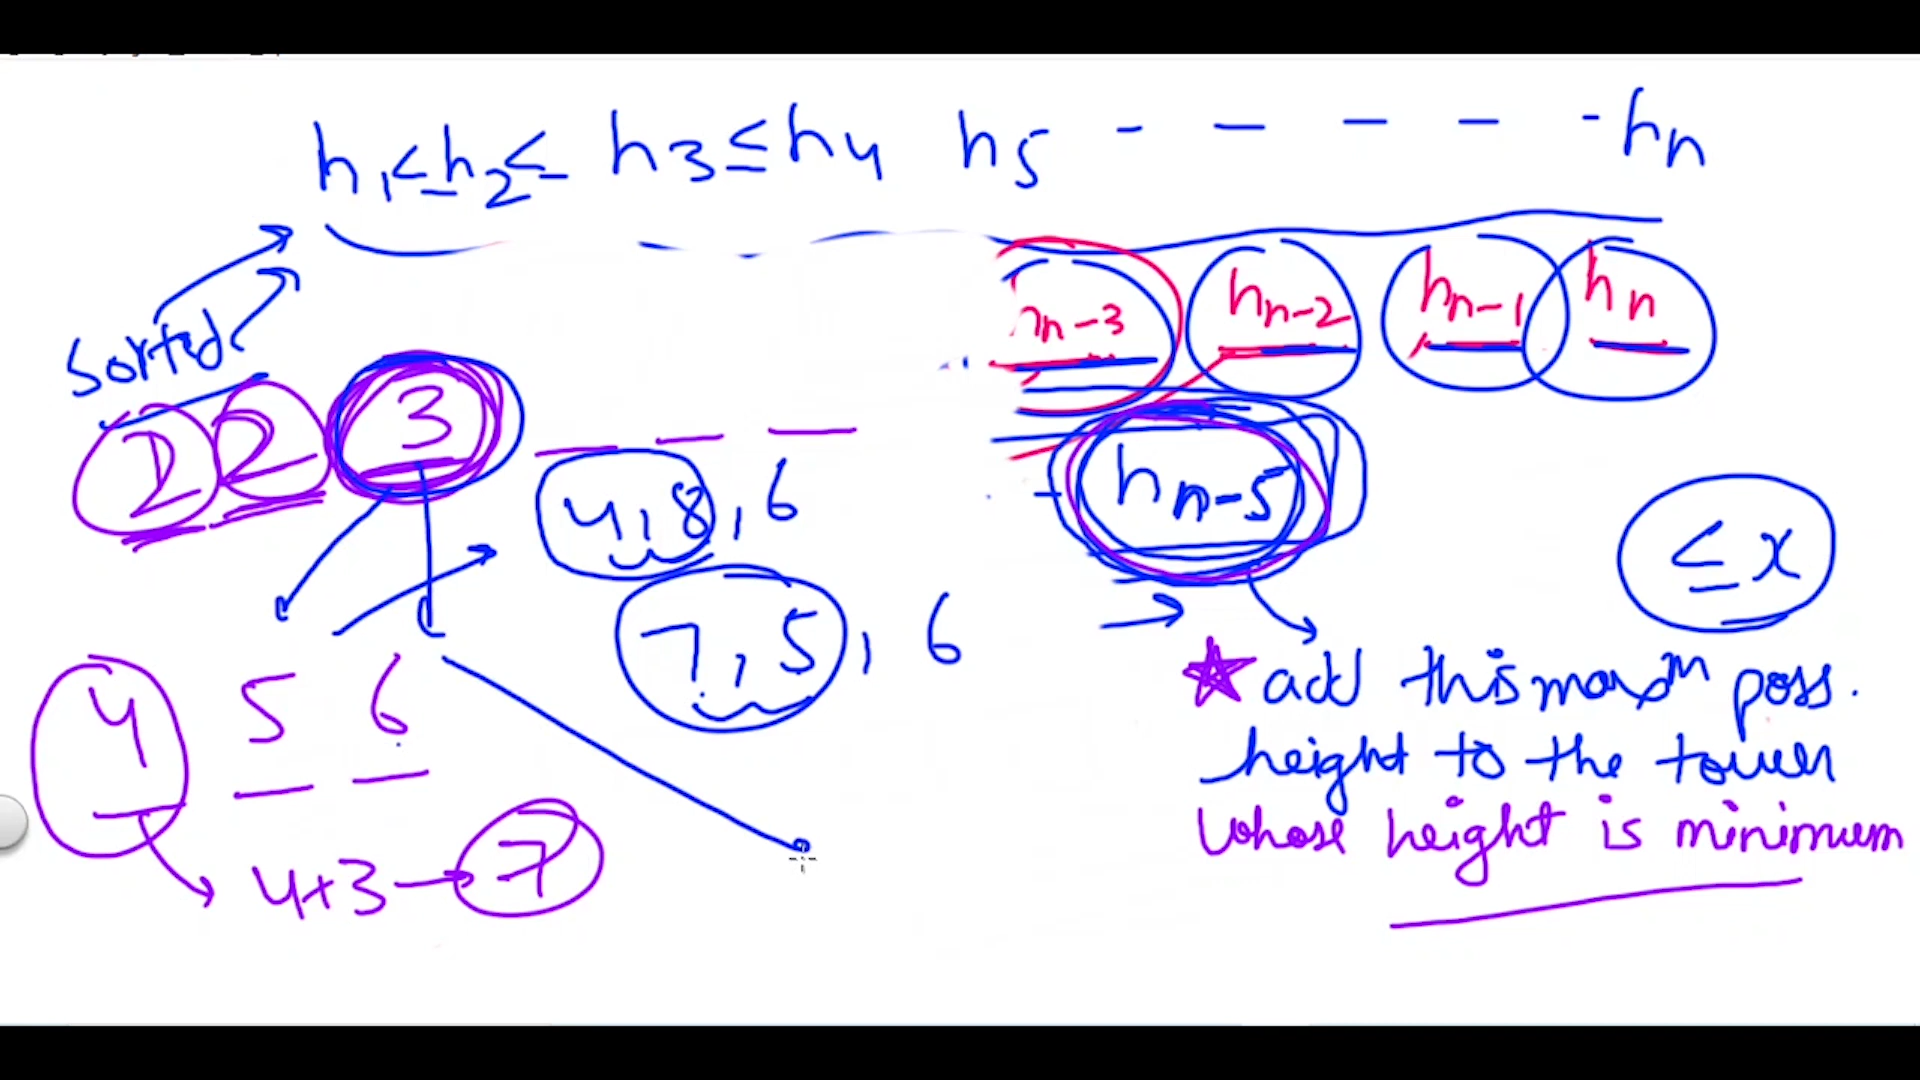 h1 ≤ h2 ≤ h3 ≤ h4 h5 - - - - - hn
hn-3 hn-2 hn-1 hn
Sorted
1 2 3
hn-5
4, 8, 6
≤ x
7, 5, 6
4 5 6
★ add this maxm poss.
height to the tower
whose height is minimum
4+3 → 7